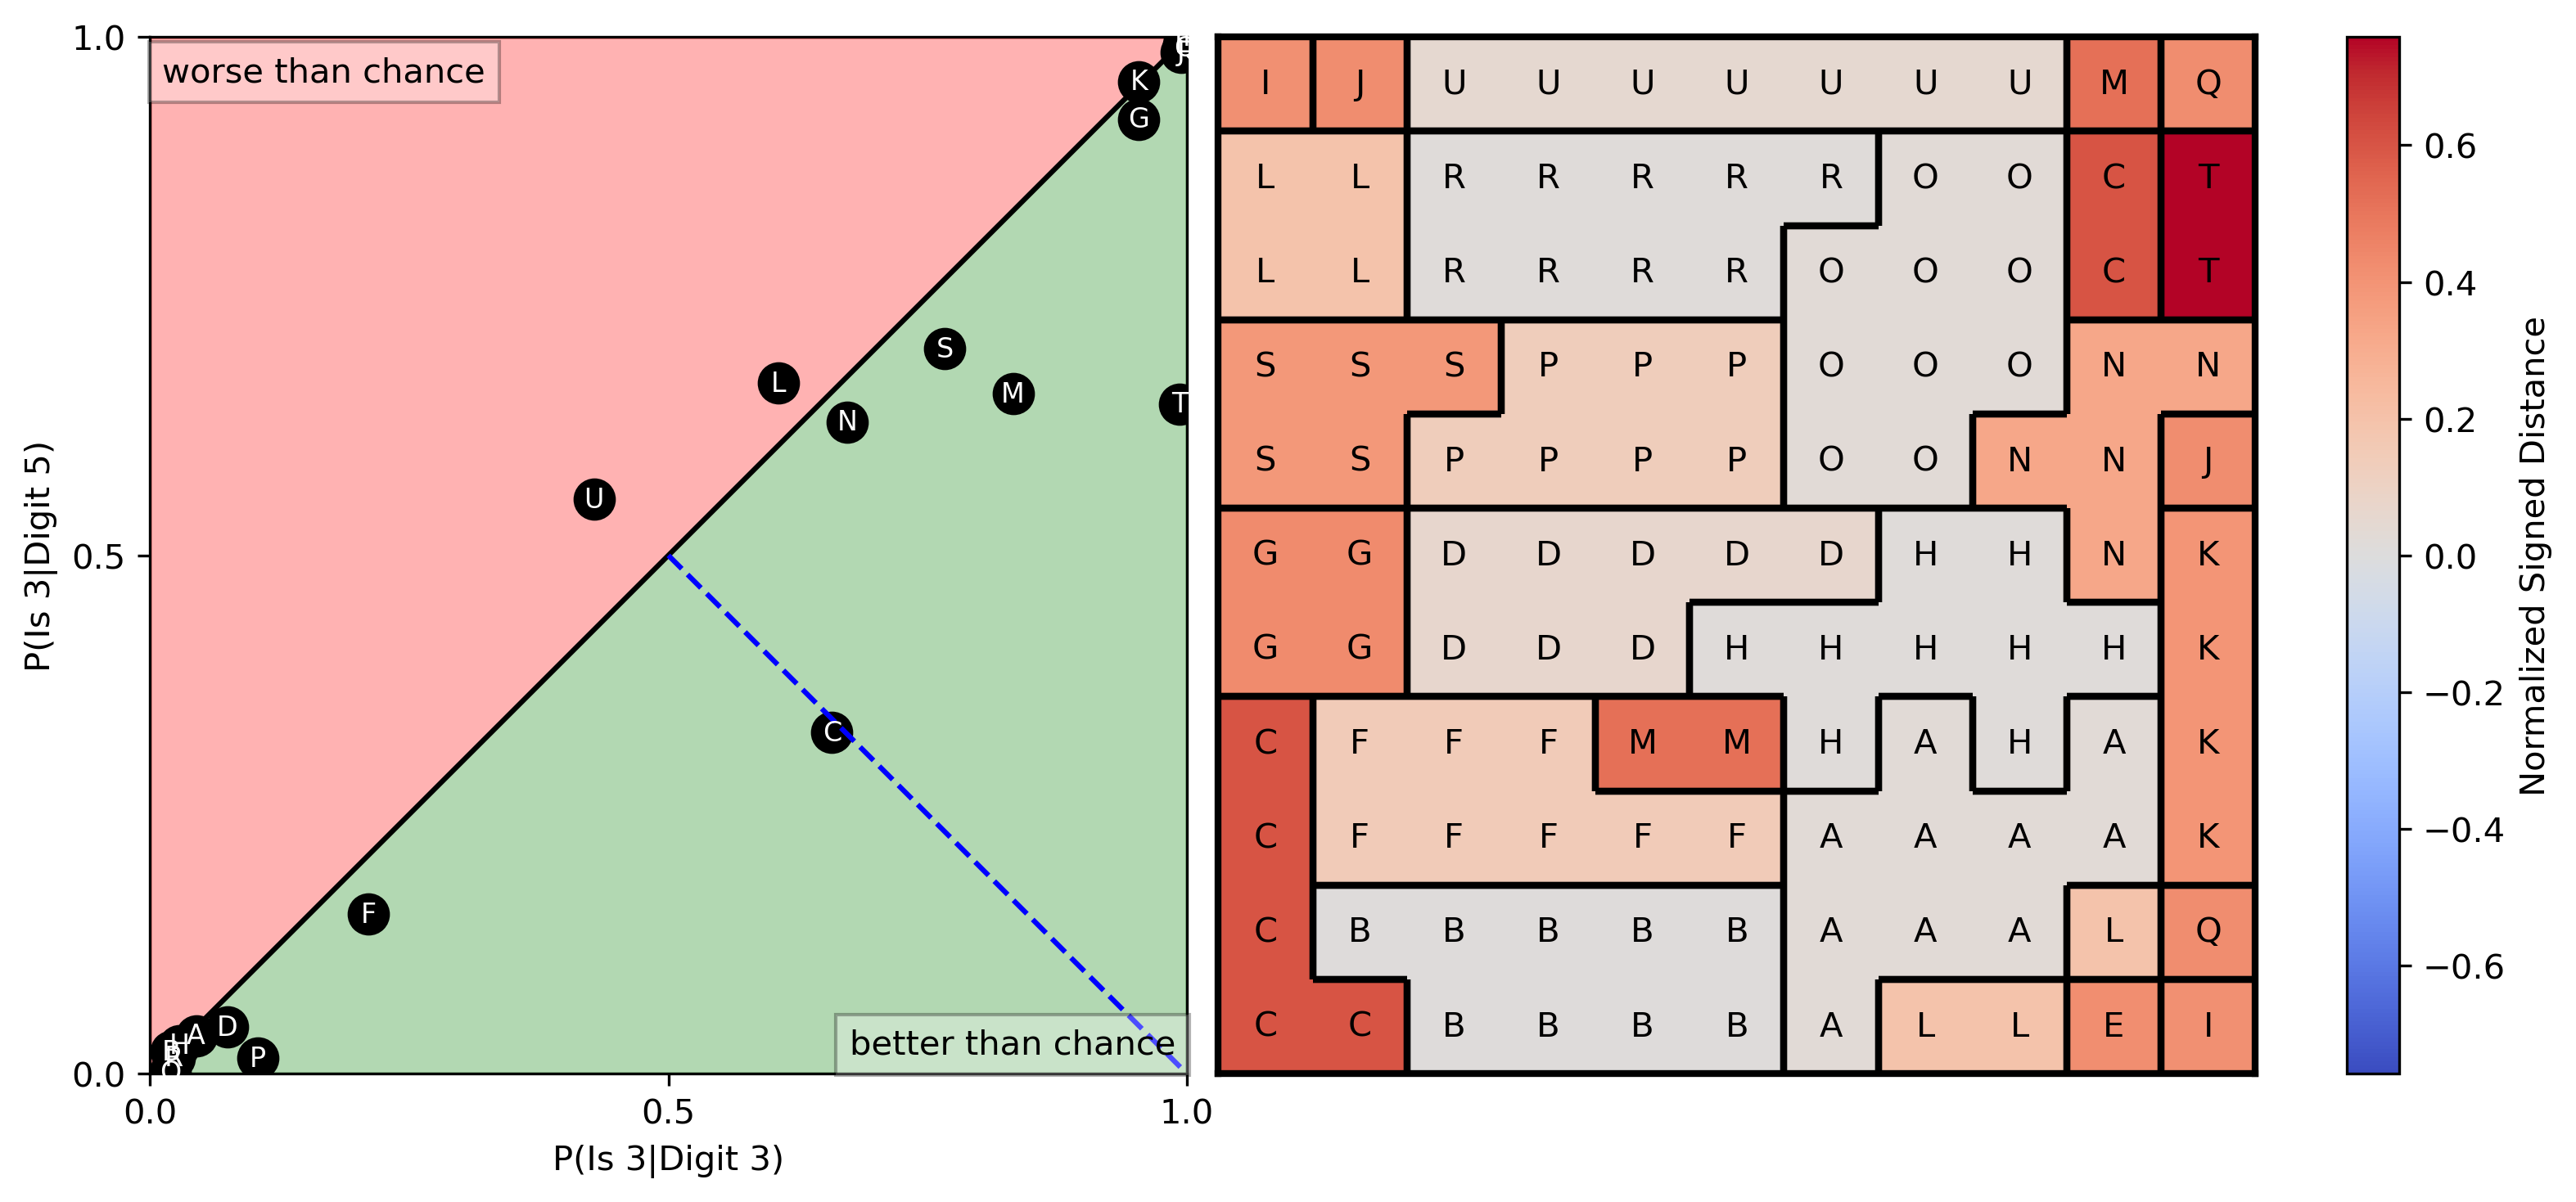 1.0
0.5
0.0
P(Is 3|Digit 5)
worse than chance
K
G
S
L
M
T
N
U
C
F
D
A
H
P
better than chance
0.0 0.5 1.0
P(Is 3|Digit 3)
I J U U U U U U U M Q
L L R R R R R O O C T
L L R R R R O O O C T
S S S P P P O O O N N
S S P P P P O O N N J
G G D D D D D H H N K
G G D D D H H H H H K
C F F F M M H A H A K
C F F F F F A A A A K
C B B B B B A A A L Q
C C B B B B A L L E I
0.6
0.4
0.2
0.0
−0.2
−0.4
−0.6
Normalized Signed Distance